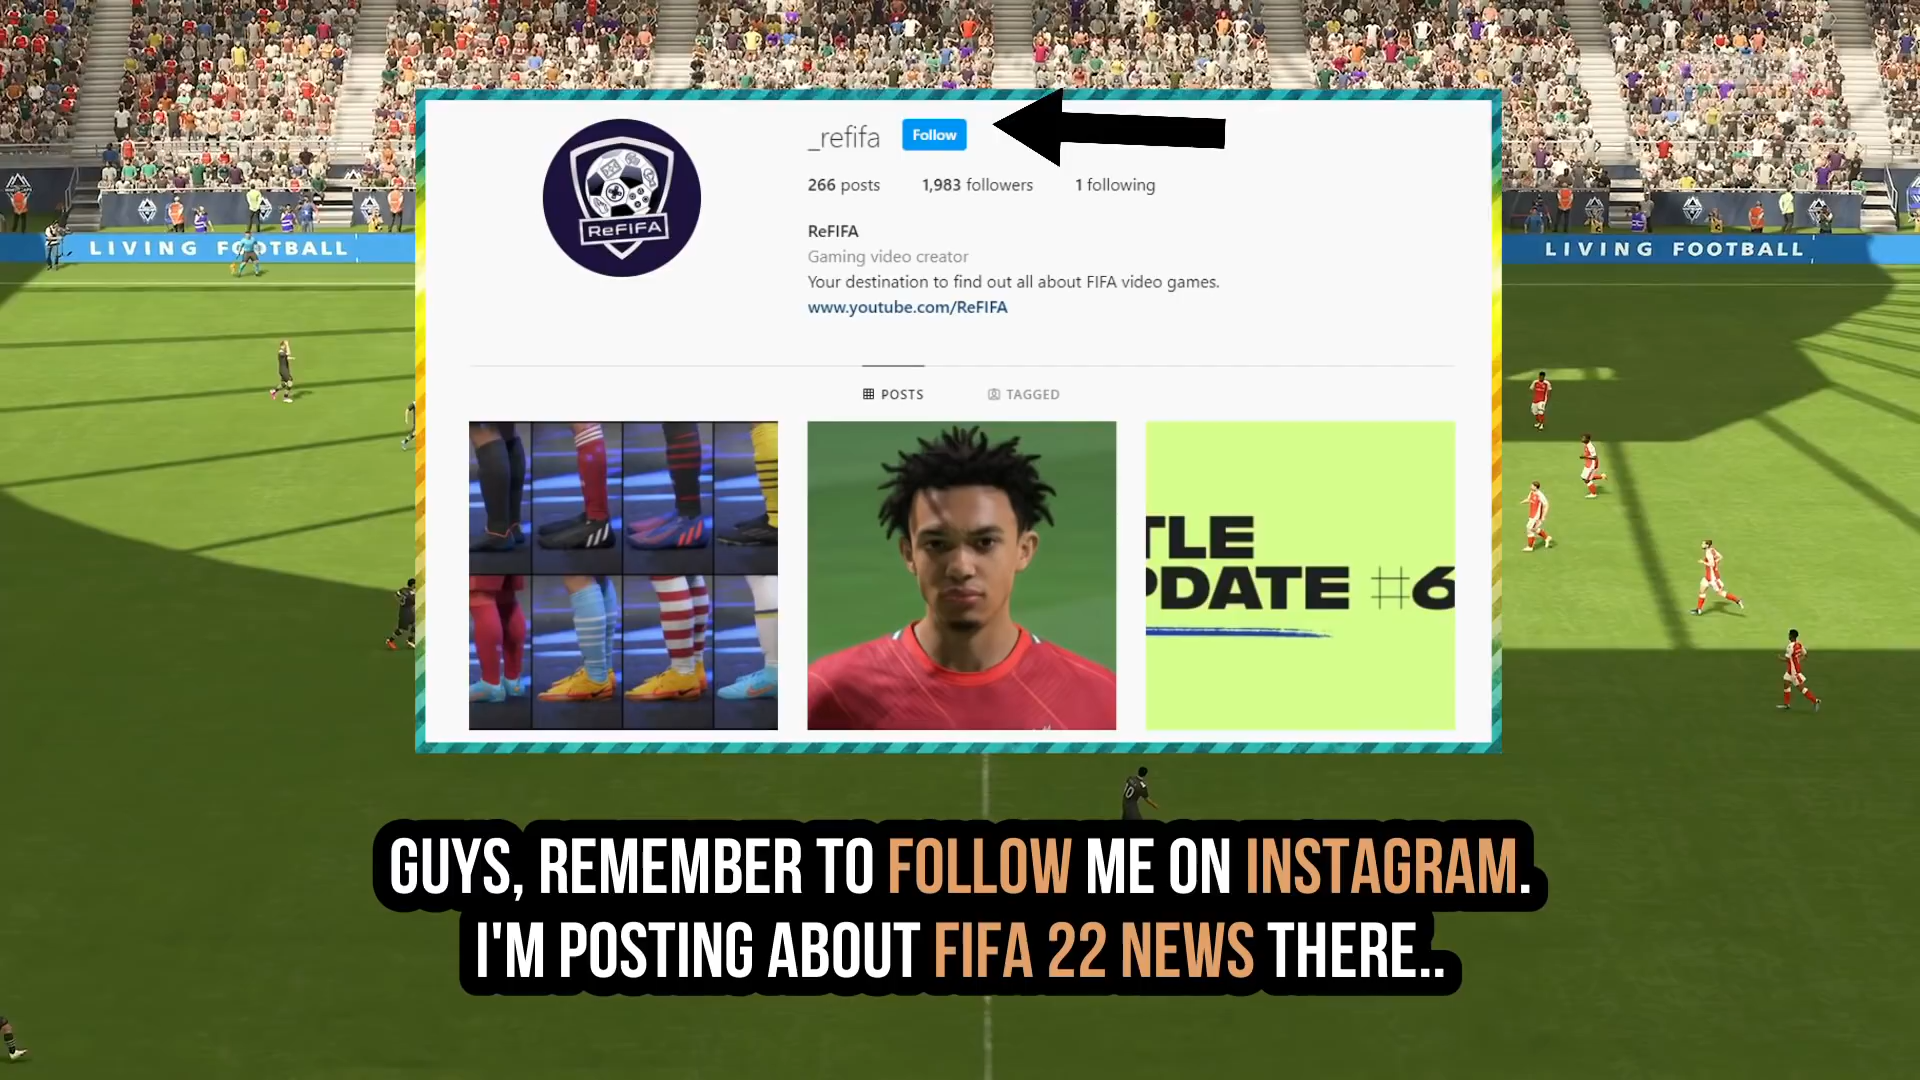 _refifa Follow
266 posts 1,983 followers 1 following
ReFIFA
ReFIFA
Gaming video creator
Your destination to find out all about FIFA video games.
www.youtube.com/ReFIFA
LIVING FOOTBALL
LIVING FOOTBALL
POSTS TAGGED
TLE
PDATE #6
10
GUYS, REMEMBER TO FOLLOW ME ON INSTAGRAM.
I'M POSTING ABOUT FIFA 22 NEWS THERE..